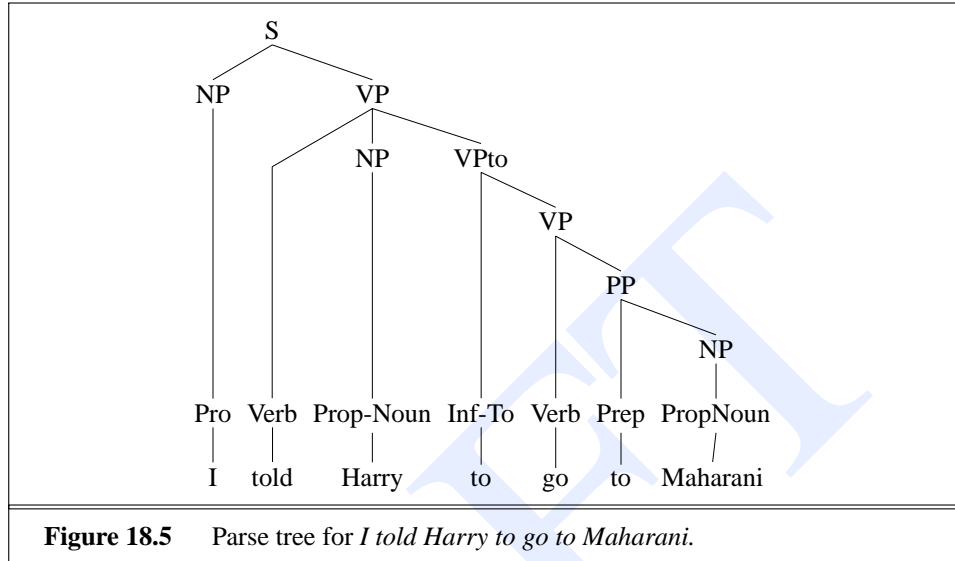 S
NP VP
NP VPto
VP
PP
NP
Pro Verb Prop-Noun Inf-To Verb Prep PropNoun
I told Harry to go to Maharani
Figure 18.5 Parse tree for I told Harry to go to Maharani.
FT